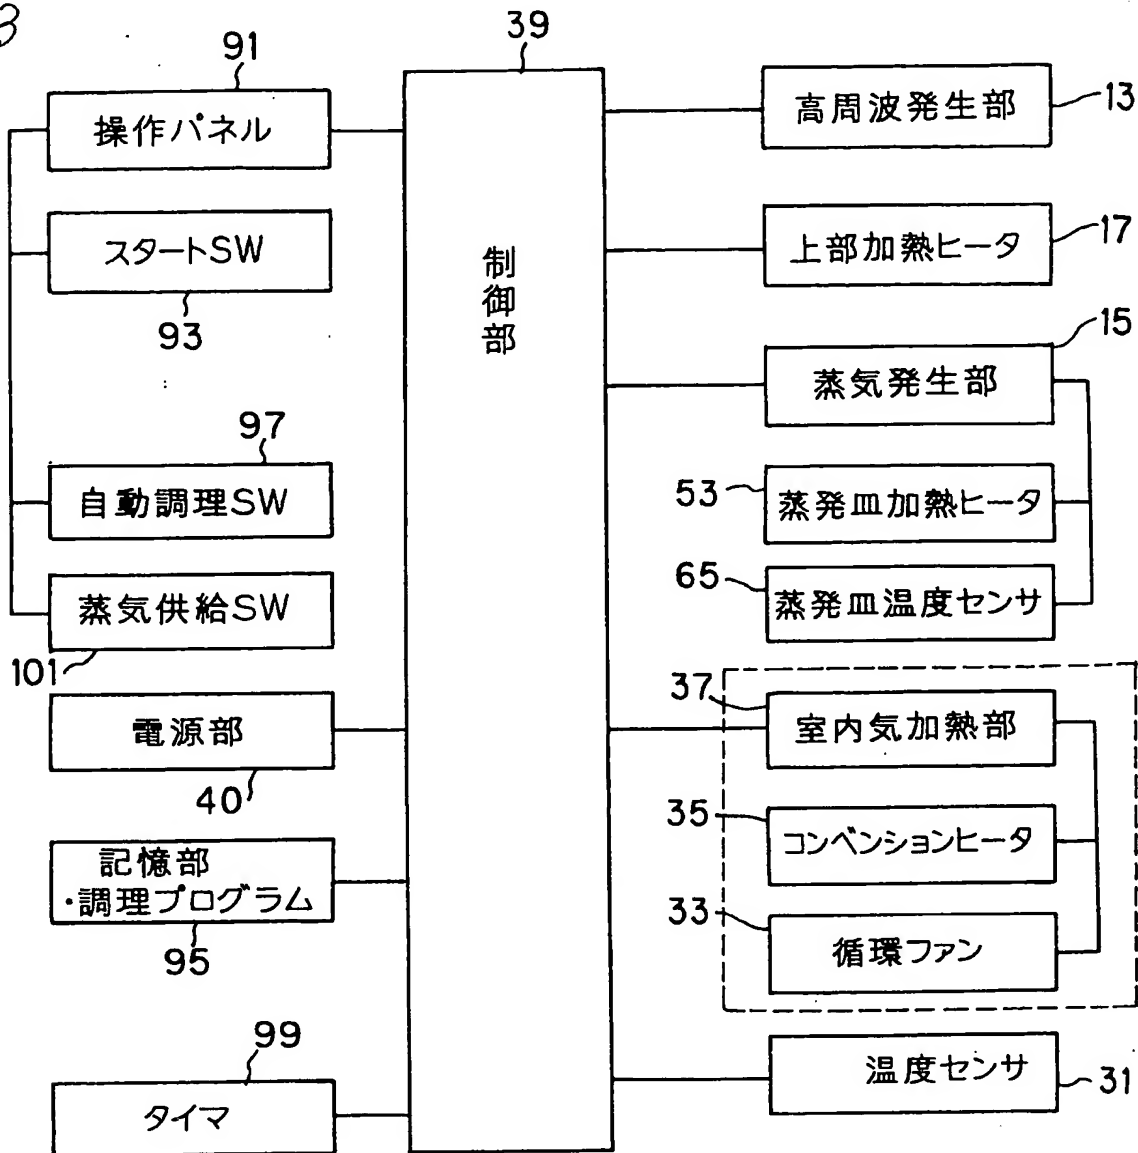 3
39
91
操作パネル
スタートSW
93
97
自動調理SW
蒸気供給SW
101
電源部
40
記憶部
・調理プログラム
95
99
タイマ
制御部
高周波発生部
13
上部加熱ヒータ
17
15
蒸気発生部
53
蒸発皿加熱ヒータ
65
蒸発皿温度センサ
37
室内気加熱部
35
コンベンションヒータ
33
循環ファン
温度センサ
31